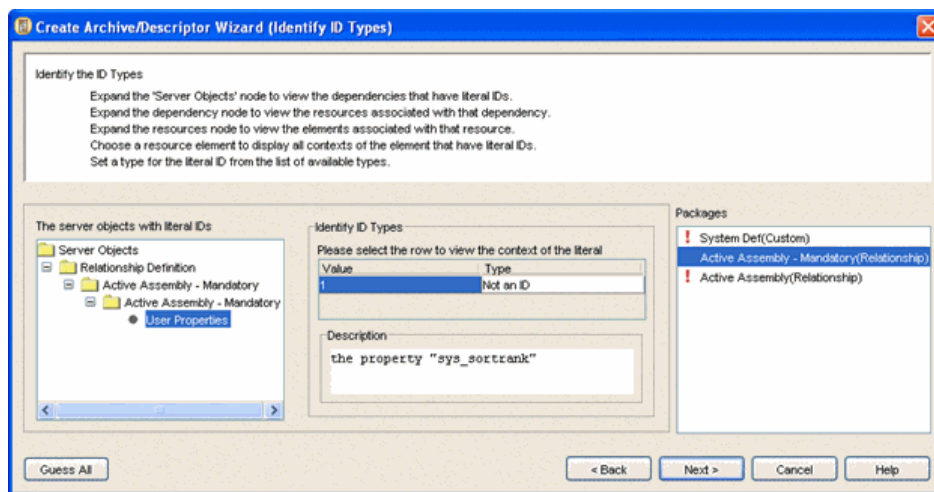 Create Archive/Descriptor Wizard (Identify ID Types)
Identify the ID Types
Expand the 'Server Objects' node to view the dependencies that have literal IDs.
Expand the dependency node to view the resources associated with that dependency.
Expand the resources node to view the elements associated with that resource.
Choose a resource element to display all contexts of the element that have literal IDs.
Set a type for the literal ID from the list of available types.
The server objects with literal IDs
Server Objects
Relationship Definition
Active Assembly - Mandatory
Active Assembly - Mandatory
User Properties
Identify ID Types
Please select the row to view the context of the literal
Value Type
1 Not an ID
Description
the property "sys_sortrank"
Packages
! System Def(Custom)
Active Assembly - Mandatory(Relationship)
! Active Assembly(Relationship)
Guess All
< Back
Next >
Cancel
Help